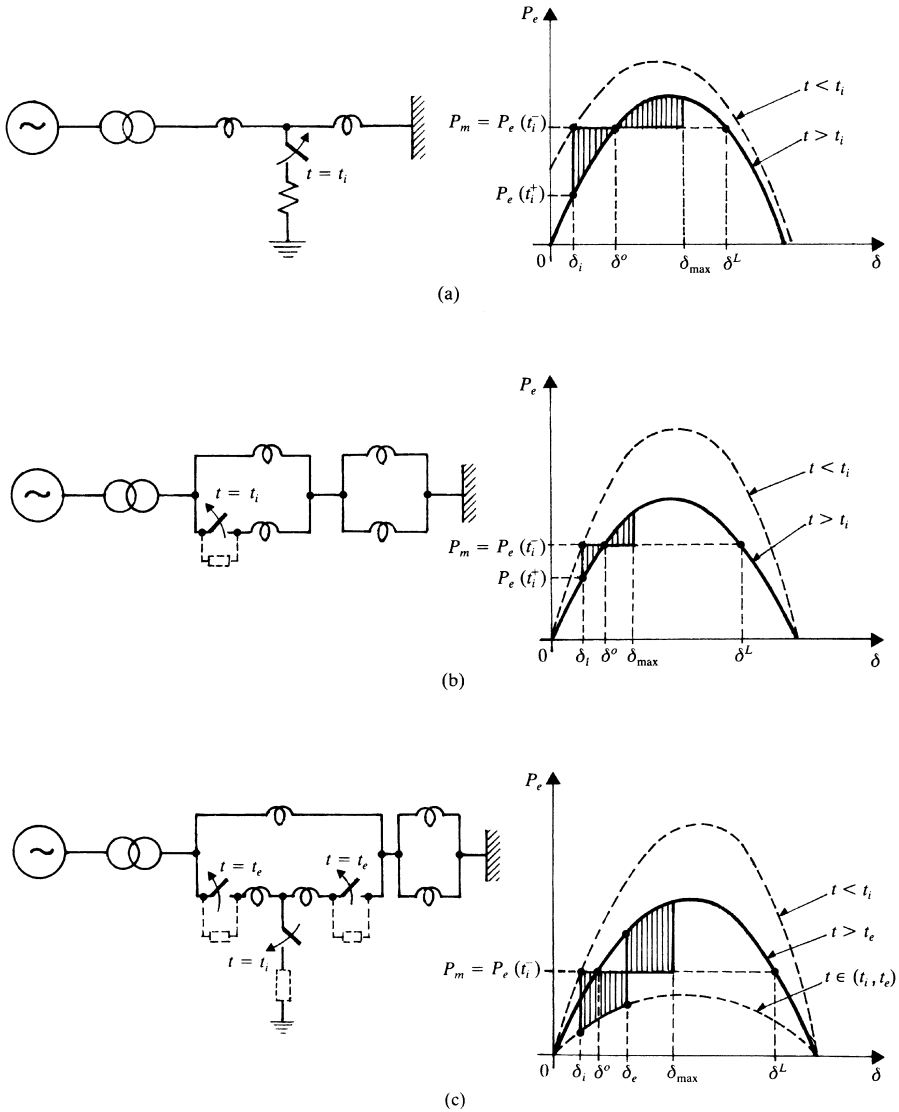 P_e
t < t_i
t > t_i
P_m = P_e (t_i^-)
t = t_i
P_e (t_i^+)
0 δ_i δ^o δ_max δ^L δ
(a)
P_e
t < t_i
t = t_i
t > t_i
P_m = P_e (t_i^-)
P_e (t_i^+)
0 δ_i δ^o δ_max δ^L δ
(b)
P_e
t = t_e t = t_e
t < t_i
t > t_e
t = t_i
P_m = P_e (t_i^-)
t ∈ (t_i, t_e)
0 δ_i δ^o δ_e δ_max δ^L δ
(c)